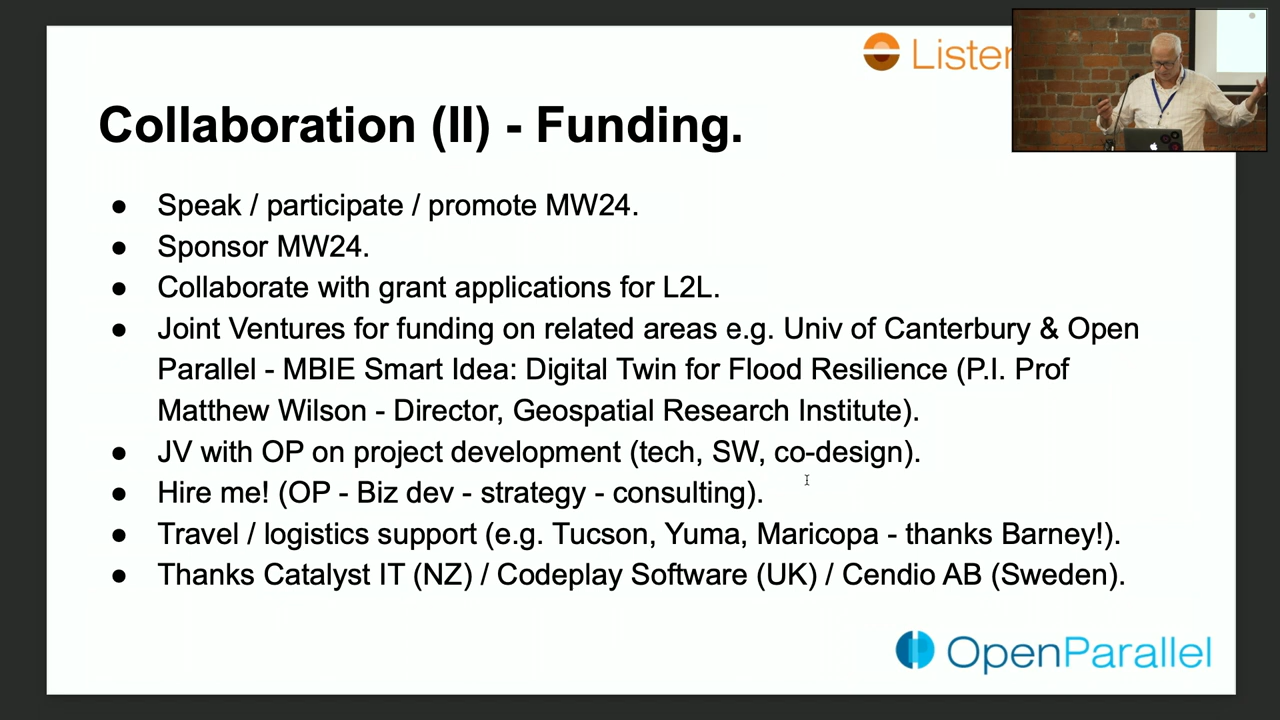 Collaboration (II) - Funding.
● Speak / participate / promote MW24.
● Sponsor MW24.
● Collaborate with grant applications for L2L.
● Joint Ventures for funding on related areas e.g. Univ of Canterbury & Open
Parallel - MBIE Smart Idea: Digital Twin for Flood Resilience (P.I. Prof
Matthew Wilson - Director, Geospatial Research Institute).
● JV with OP on project development (tech, SW, co-design).
● Hire me! (OP - Biz dev - strategy - consulting).
● Travel / logistics support (e.g. Tucson, Yuma, Maricopa - thanks Barney!).
● Thanks Catalyst IT (NZ) / Codeplay Software (UK) / Cendio AB (Sweden).
OpenParallel